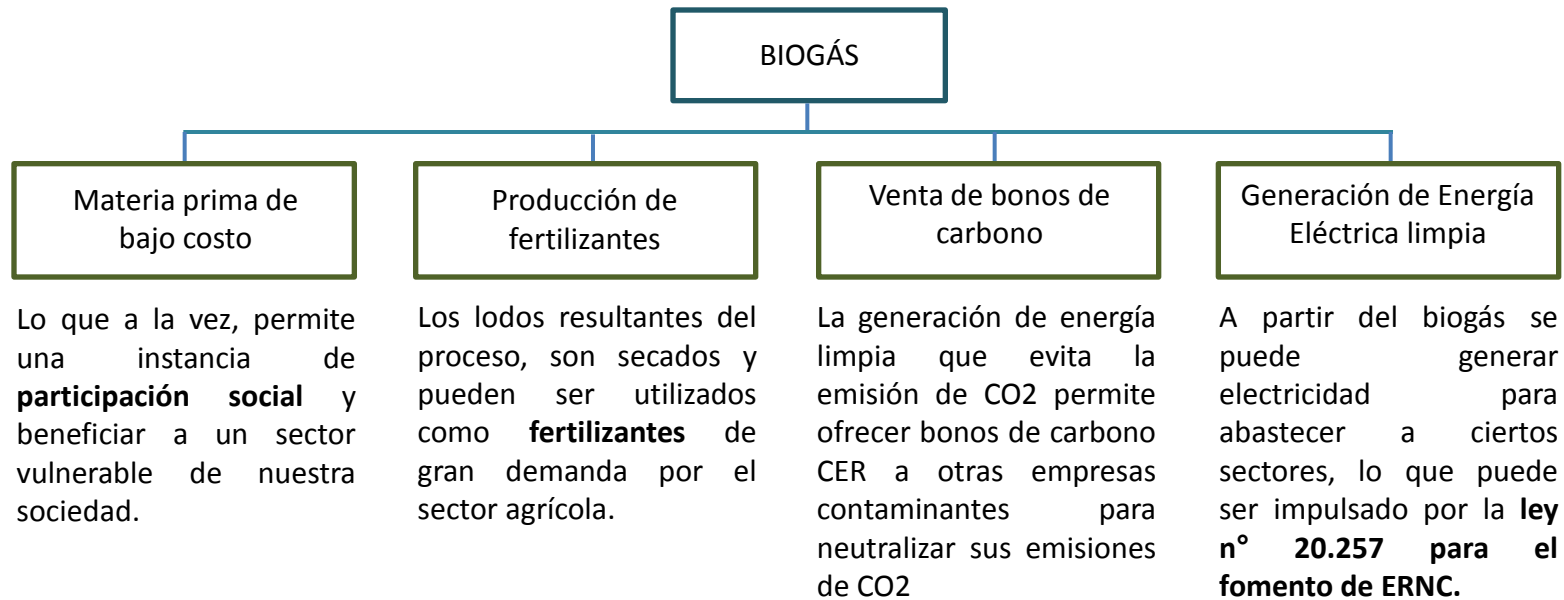 BIOGÁS
Materia prima de
bajo costo
Lo que a la vez, permite
una instancia de
participación social y
beneficiar a un sector
vulnerable de nuestra
sociedad.
Producción de
fertilizantes
Los lodos resultantes del
proceso, son secados y
pueden ser utilizados
como fertilizantes de
gran demanda por el
sector agrícola.
Venta de bonos de
carbono
La generación de energía
limpia que evita la
emisión de CO2 permite
ofrecer bonos de carbono
CER a otras empresas
contaminantes para
neutralizar sus emisiones
de CO2
Generación de Energía
Eléctrica limpia
A partir del biogás se
puede generar
electricidad para
abastecer a ciertos
sectores, lo que puede
ser impulsado por la ley
n° 20.257 para el
fomento de ERNC.